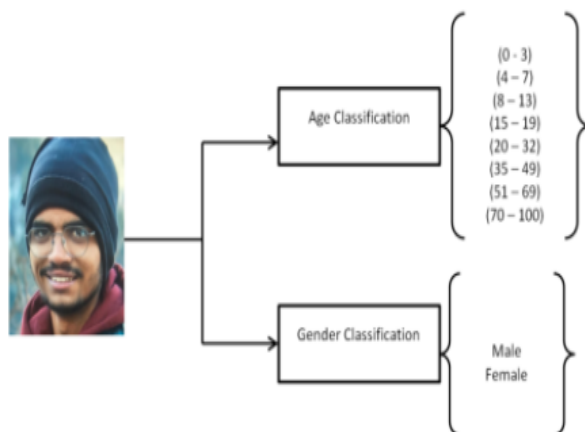 Age Classification
(0 - 3)
(4 – 7)
(8 – 13)
(15 – 19)
(20 – 32)
(35 – 49)
(51 – 69)
(70 – 100)
Gender Classification
Male
Female